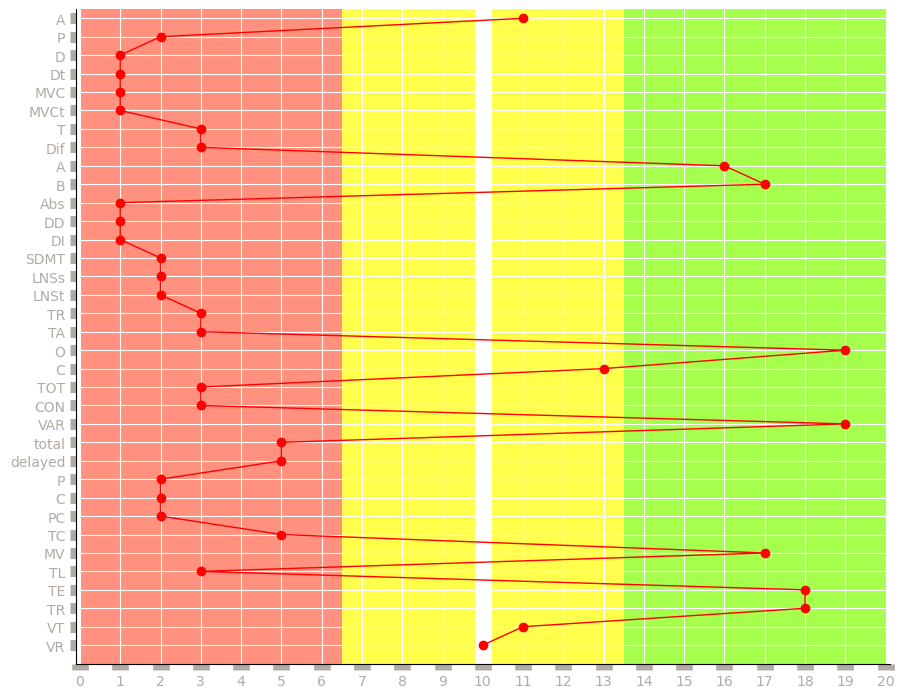 A
P
D
Dt
MVC
MVCt
T
Dif
A
B
Abs
DD
DI
SDMT
LNSs
LNSt
TR
TA
O
C
TOT
CON
VAR
total
delayed
P
C
PC
TC
MV
TL
TE
TR
VT
VR
0 1 2 3 4 5 6 7 8 9 10 11 12 13 14 15 16 17 18 19 20